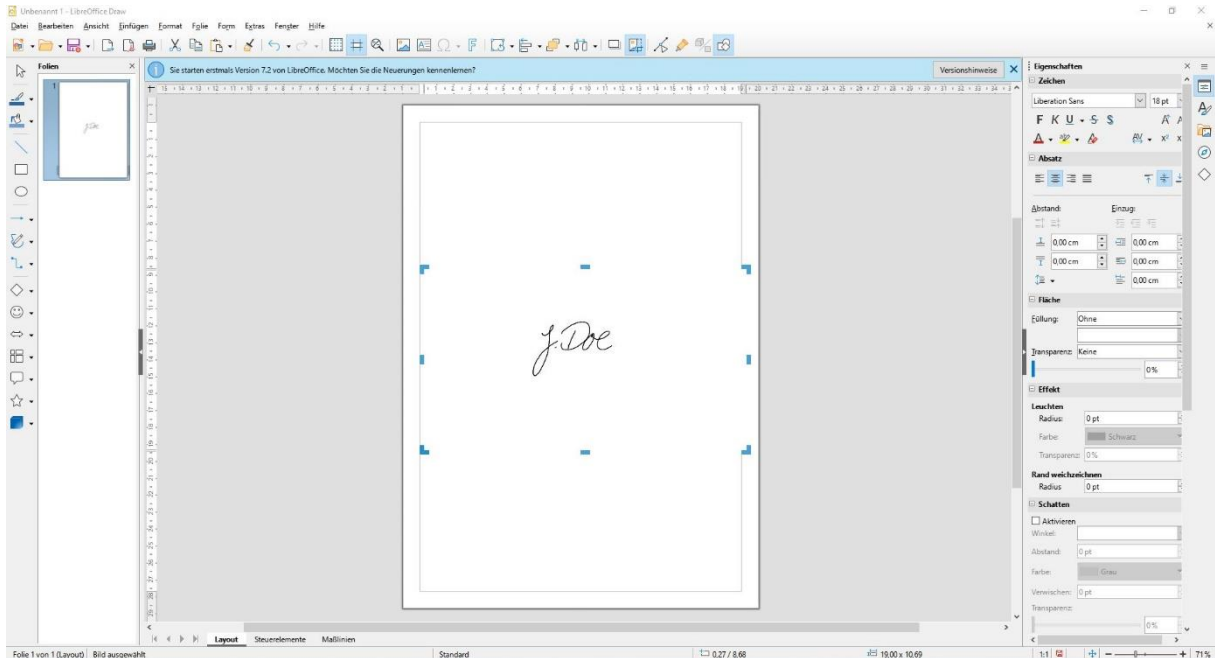 Unbenannt 1 - LibreOffice Draw
Datei Bearbeiten Ansicht Einfügen Format Folie Form Extras Fenster Hilfe
Folien
Sie starten erstmals Version 7.2 von LibreOffice. Möchten Sie die Neuerungen kennenlernen?
Versionshinweise
1
J.Doe
J.Doe
Eigenschaften
Zeichen
Liberation Sans
18 pt
F K U S S
Absatz
Abstand:
Einzug:
0,00 cm
0,00 cm
0,00 cm
0,00 cm
0,00 cm
Fläche
Füllung:
Ohne
Transparenz:
Keine
0%
Effekt
Leuchten
Radius:
0 pt
Farbe:
Schwarz
Transparenz:
0%
Rand weichzeichnen
Radius
0 pt
Schatten
Aktivieren
Winkel:
Abstand:
0 pt
Farbe:
Grau
Verwischen:
0 pt
Transparenz:
0%
Layout Steuerelemente Maßlinien
Folie 1 von 1 (Layout) Bild ausgewählt
Standard
0,27 / 8,68
19,00 x 10,69
1:1
71%